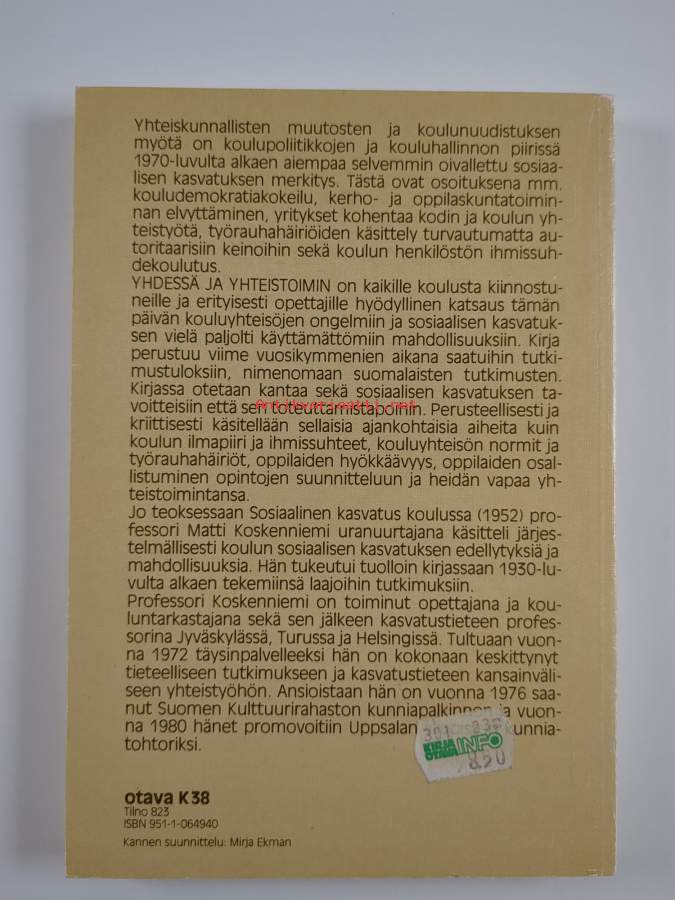 Yhteiskunnallisten muutosten ja koulunuudistuksen
myötä on koulupoliitikkojen ja kouluhallinnon piirissä
1970-luvulta alkaen aiempaa selvemmin oivallettu sosiaa-
lisen kasvatuksen merkitys. Tästä ovat osoituksena mm.
kouludemokratiakokeilu, kerho- ja oppilaskuntatoimin-
nan elvyttäminen, yritykset kohentaa kodin ja koulun yh-
teistyötä, työrauhahäiriöiden käsittely turvautumatta au-
toritaarisiin keinoihin sekä koulun henkilöstön ihmissuh-
dekoulutus.
YHDESSÄ JA YHTEISTOIMIN on kaikille koulusta kiinnostu-
neille ja erityisesti opettajille hyödyllinen katsaus tämän
päivän kouluyhteisöjen ongelmiin ja sosiaalisen kasvatuk-
sen vielä paljolti käyttämättömiin mahdollisuuksiin. Kirja
perustuu viime vuosikymmenien aikana saatuihin tutki-
mustuloksiin, nimenomaan suomalaisten tutkimusten.
Kirjassa otetaan kantaa sekä sosiaalisen kasvatuksen ta-
voitteisiin että sen toteuttamistapoihin. Perusteellisesti ja
Antikvariaatti.net
kriittisesti käsitellään sellaisia ajankohtaisia aiheita kuin
koulun ilmapiiri ja ihmissuhteet, kouluyhteisön normit ja
työrauhahäiriöt, oppilaiden hyökkäävyys, oppilaiden osal-
listuminen opintojen suunnitteluun ja heidän vapaa yh-
teistoimintansa.
Jo teoksessaan Sosiaalinen kasvatus koulussa (1952) pro-
fessori Matti Koskenniemi uranuurtajana käsitteli järjes-
telmällisesti koulun sosiaalisen kasvatuksen edellytyksiä ja
mahdollisuuksia. Hän tukeutui tuolloin kirjassaan 1930-lu-
vulta alkaen tekemiinsä laajoihin tutkimuksiin.
Professori Koskenniemi on toiminut opettajana ja kou-
luntarkastajana sekä sen jälkeen kasvatustieteen profes-
sorina Jyväskylässä, Turussa ja Helsingissä. Tultuaan vuon-
na 1972 täysinpalvelleeksi hän on kokonaan keskittynyt
tieteelliseen tutkimukseen ja kasvatustieteen kansainväli-
seen yhteistyöhön. Ansioistaan hän on vuonna 1976 saa-
nut Suomen Kulttuurirahaston kunniapalkinnon ja vuon-
na 1980 hänet promovoitiin Uppsalan kunnia-
tohtoriksi.
KIRJA
OTAVA INFO
otava K38
Tilno 823
ISBN 951-1-064940
Kannen suunnittelu: Mirja Ekman